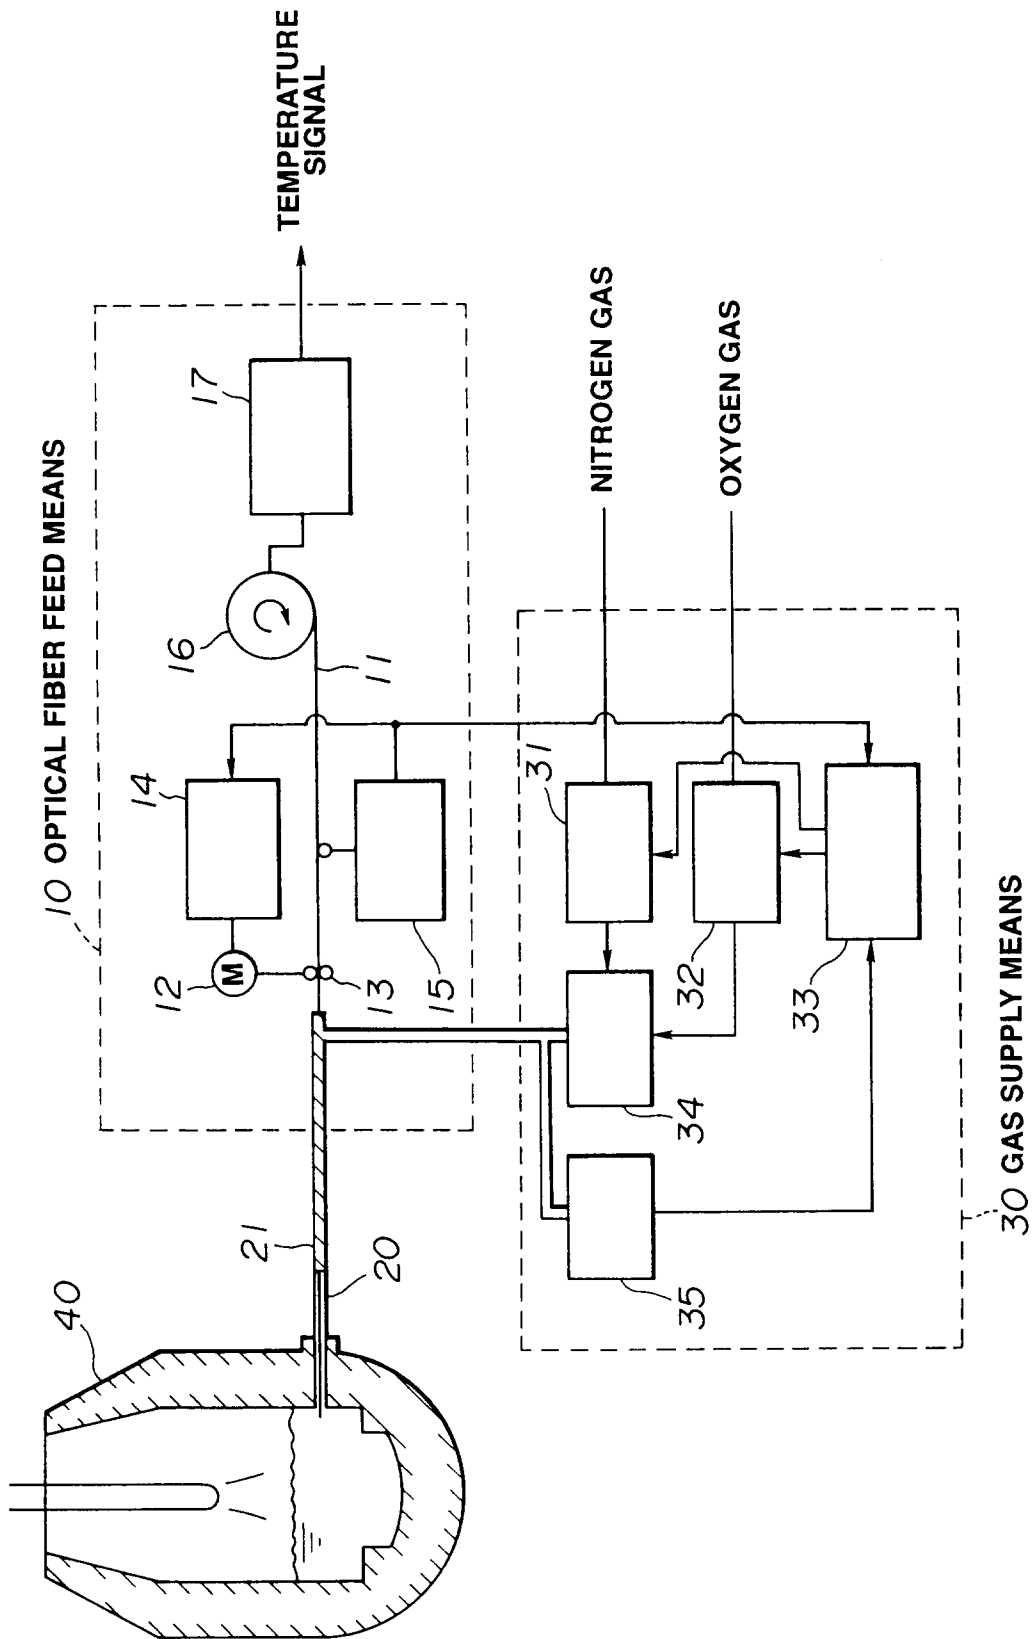 10 OPTICAL FIBER FEED MEANS
TEMPERATURE
SIGNAL
17
16
14
11
12
M
13
15
NITROGEN GAS
OXYGEN GAS
31
32
33
34
35
30 GAS SUPPLY MEANS
21
20
40